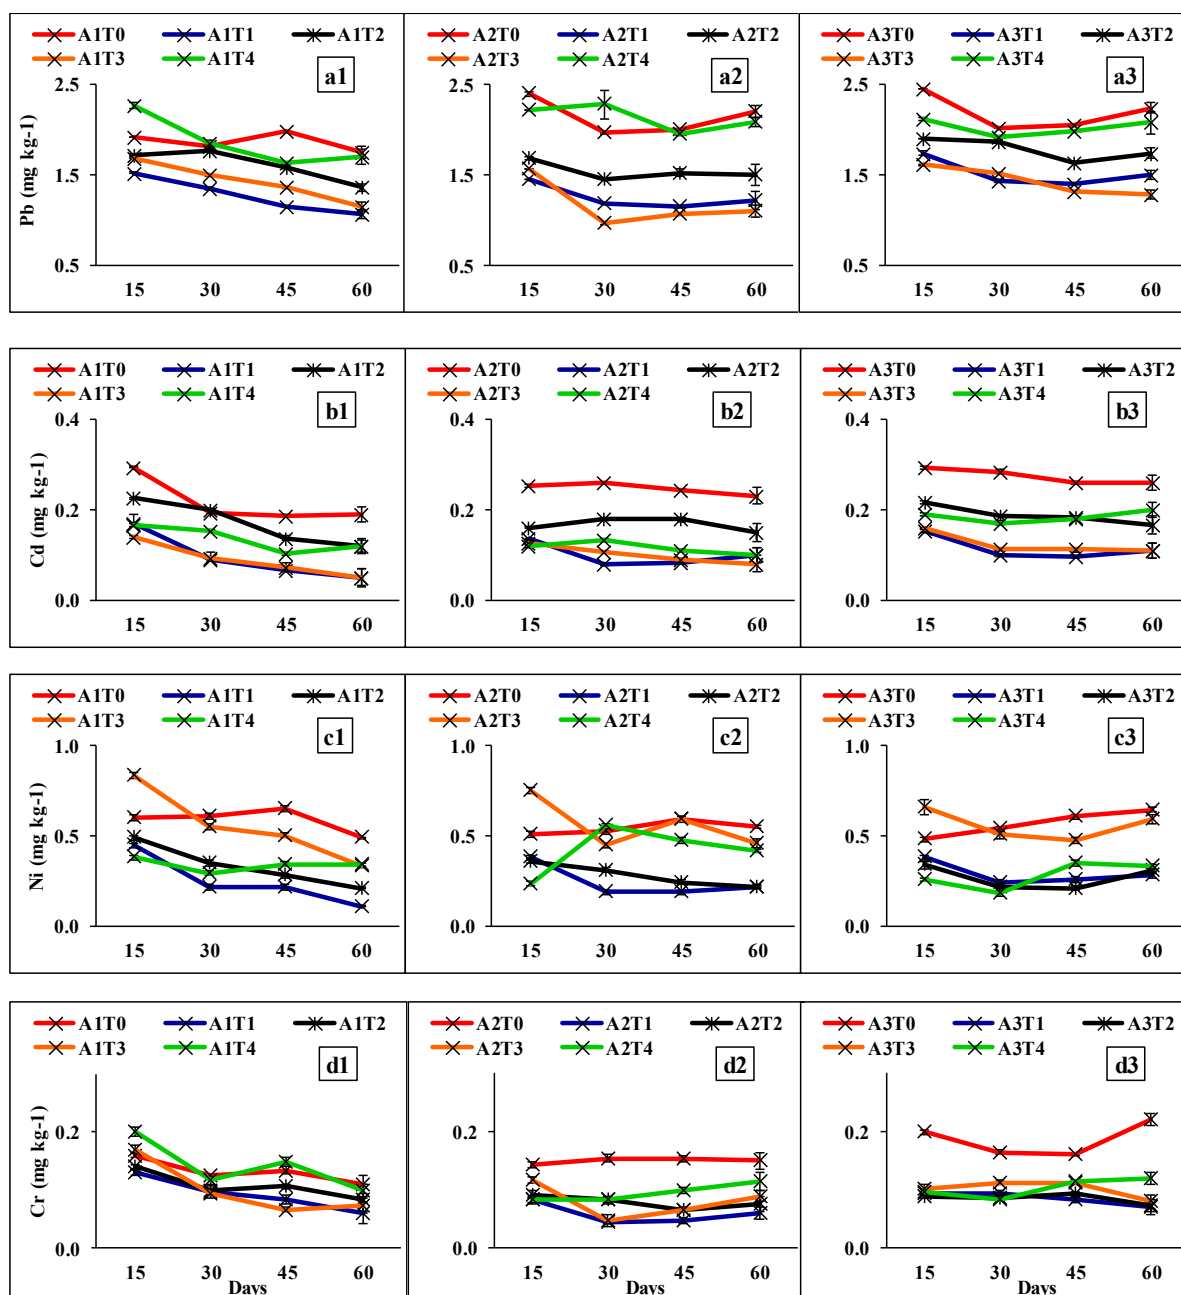 A1T0 A1T1 A1T2 A2T0 A2T1 A2T2 A3T0 A3T1 A3T2
A1T3 A1T4 A2T3 A2T4 A3T3 A3T4
a1 a2 a3
2.5 2.5 2.5
1.5 1.5 1.5
0.5 0.5 0.5
Pb (mg kg-1)
15 30 45 60 15 30 45 60 15 30 45 60
A1T0 A1T1 A1T2 A2T0 A2T1 A2T2 A3T0 A3T1 A3T2
A1T3 A1T4 A2T3 A2T4 A3T3 A3T4
b1 b2 b3
0.4 0.4 0.4
0.2 0.2 0.2
0.0 0.0 0.0
Cd (mg kg-1)
15 30 45 60 15 30 45 60 15 30 45 60
A1T0 A1T1 A1T2 A2T0 A2T1 A2T2 A3T0 A3T1 A3T2
A1T3 A1T4 A2T3 A2T4 A3T3 A3T4
c1 c2 c3
1.0 1.0 1.0
0.5 0.5 0.5
0.0 0.0 0.0
Ni (mg kg-1)
15 30 45 60 15 30 45 60 15 30 45 60
A1T0 A1T1 A1T2 A2T0 A2T1 A2T2 A3T0 A3T1 A3T2
A1T3 A1T4 A2T3 A2T4 A3T3 A3T4
d1 d2 d3
0.2 0.2 0.2
0.0 0.0 0.0
Cr (mg kg-1)
15 30 45 60 15 30 45 60 15 30 45 60
Days Days Days